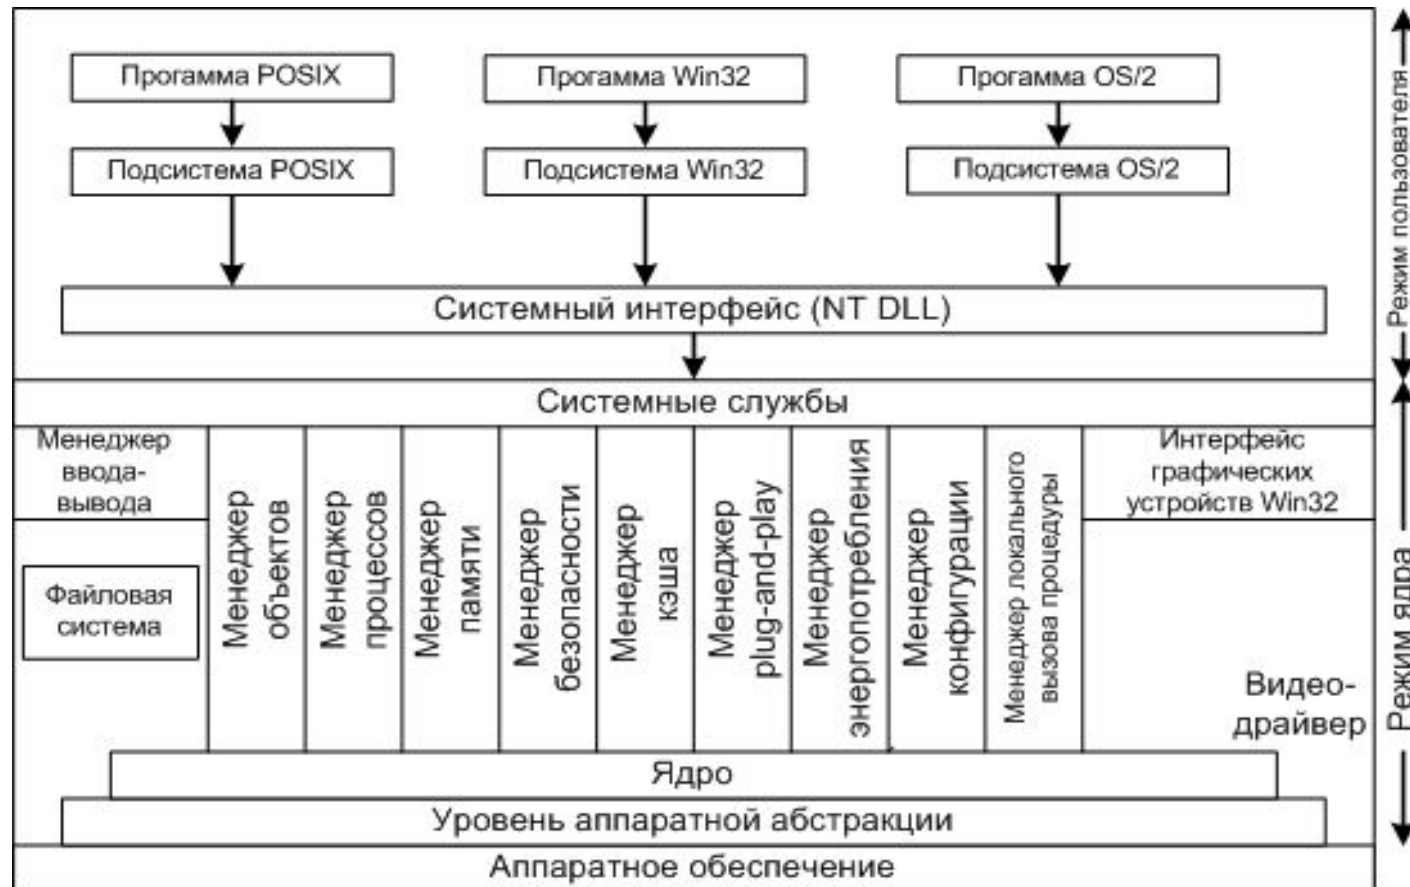 Прогамма POSIX
Прогамма Win32
Прогамма OS/2
Подсистема POSIX
Подсистема Win32
Подсистема OS/2
Системный интерфейс (NT DLL)
Режим пользователя
Системные службы
Менеджер
ввода-
вывода
Файловая
система
Менеджер
объектов
Менеджер
процессов
Менеджер
памяти
Менеджер
безопасности
Менеджер
кэша
Менеджер
plug-and-play
Менеджер
энергопотребления
Менеджер
конфигурации
Менеджер локального
вызова процедуры
Интерфейс
графических
устройств Win32
Видео-
драйвер
Режим ядра
Ядро
Уровень аппаратной абстракции
Аппаратное обеспечение